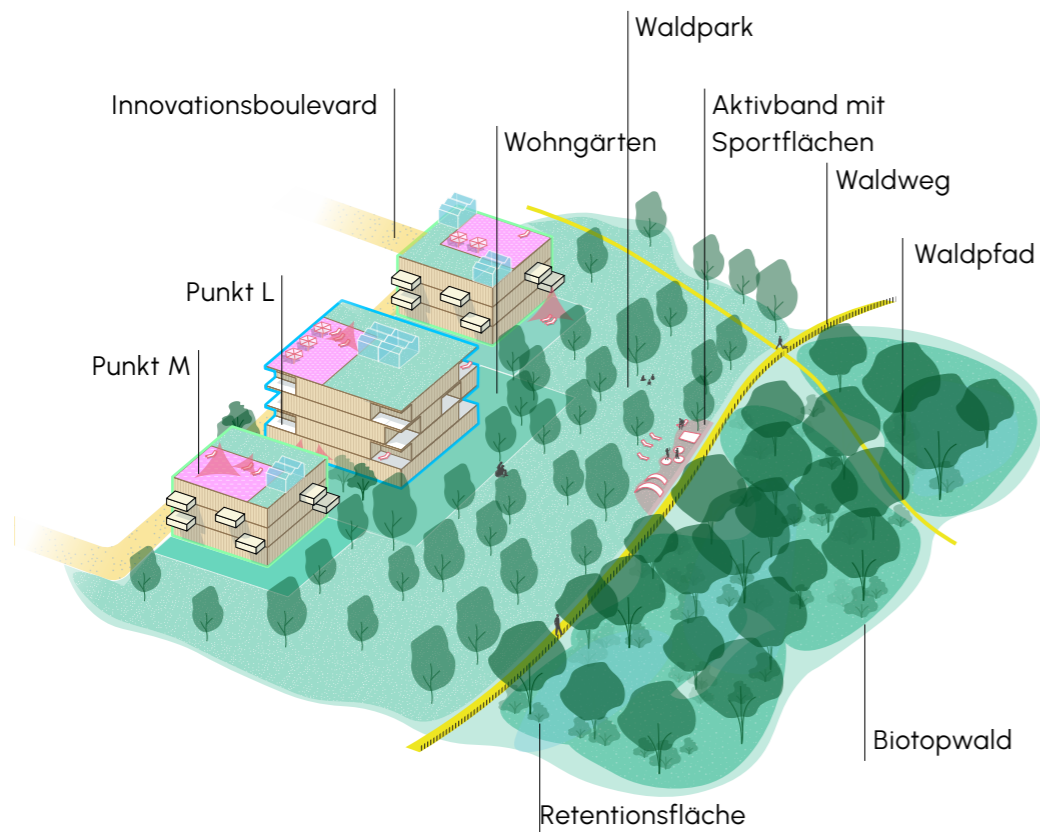 Waldpark
Innovationsboulevard
Aktivband mit
Sportflächen
Wohngärten
Waldweg
Waldpfad
Punkt L
Punkt M
Biotopwald
Retentionsfläche